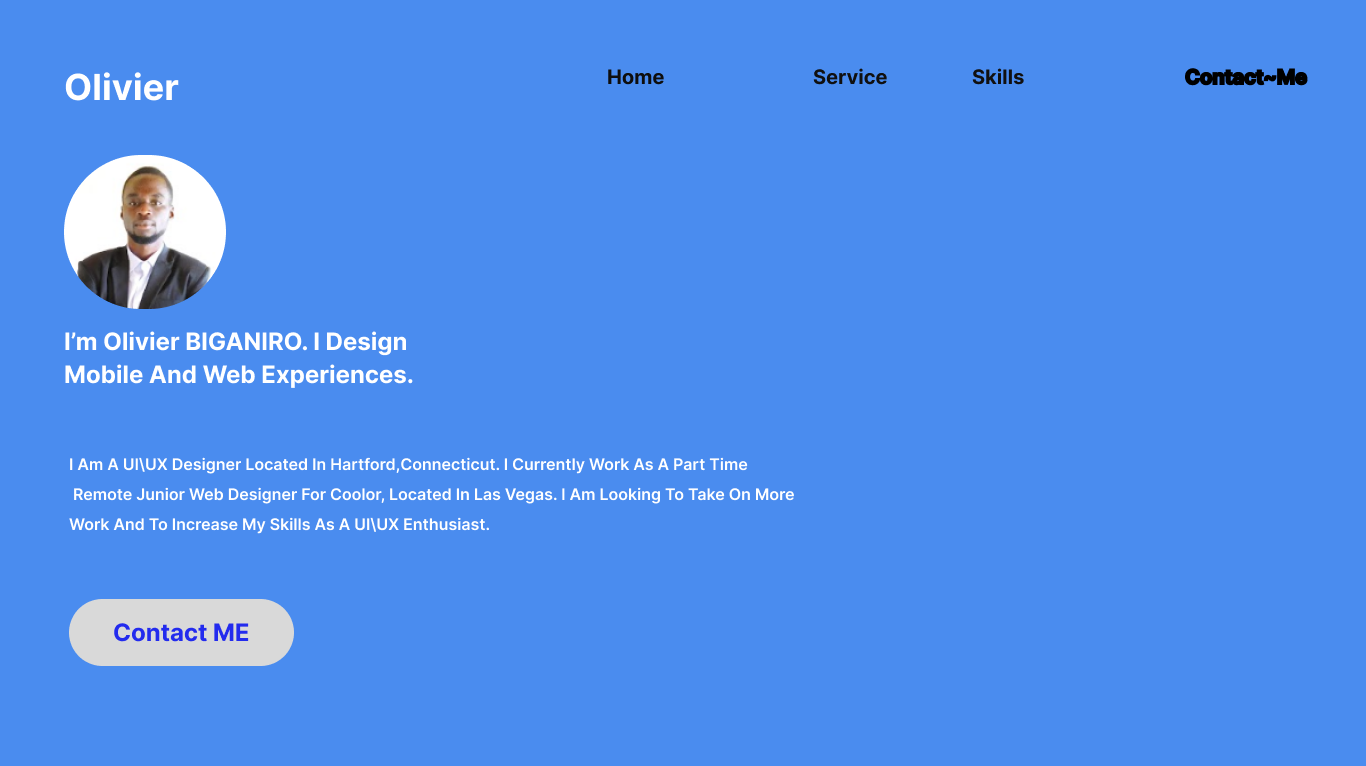 Olivier
Home
Service
Skills
Contact~Me
I’m Olivier BIGANIRO. I Design
Mobile And Web Experiences.
I Am A UI\UX Designer Located In Hartford,Connecticut. I Currently Work As A Part Time
Remote Junior Web Designer For Coolor, Located In Las Vegas. I Am Looking To Take On More
Work And To Increase My Skills As A UI\UX Enthusiast.
Contact ME